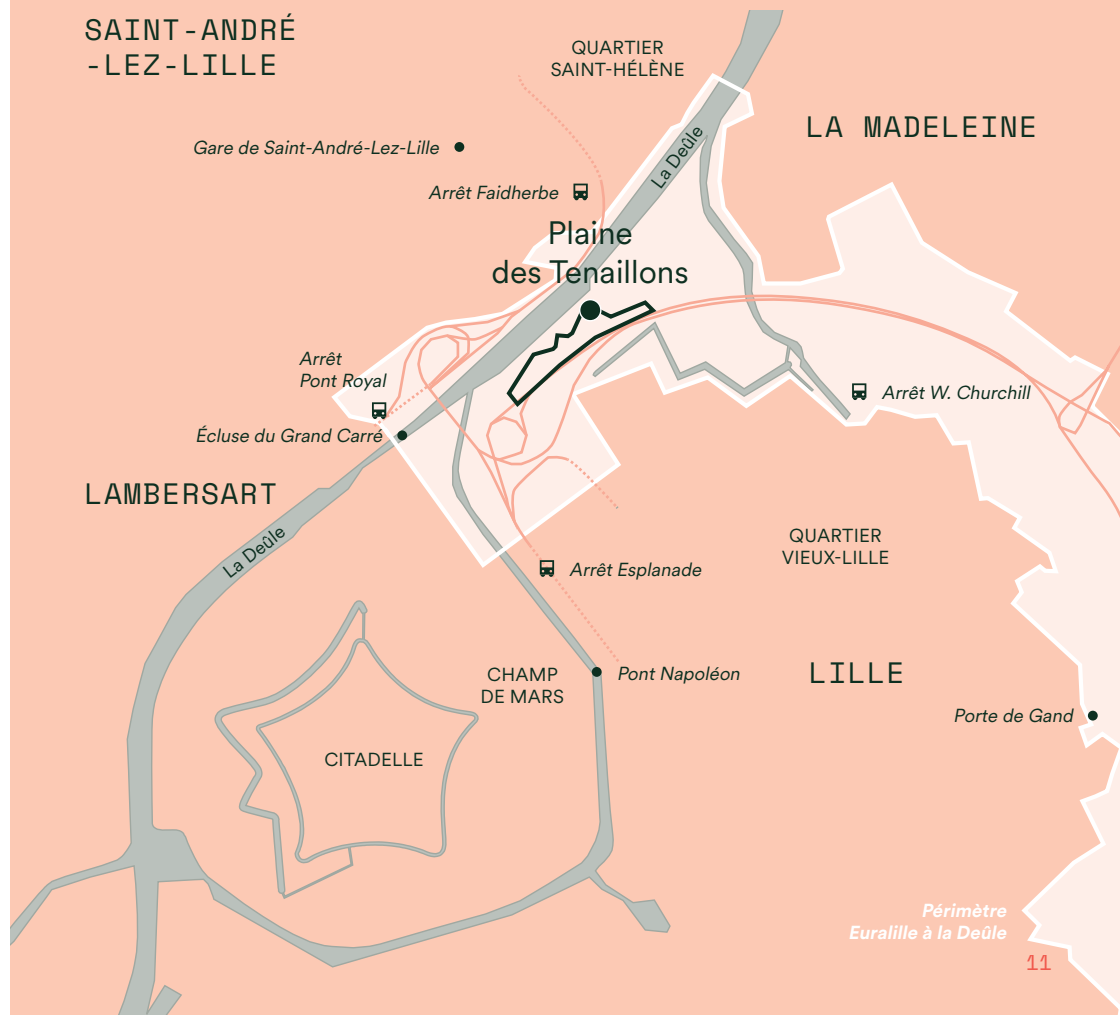 SAINT-ANDRÉ
-LEZ-LILLE
QUARTIER
SAINT-HÉLÈNE
LA MADELEINE
Gare de Saint-André-Lez-Lille
La Deûle
Arrêt Faidherbe
Plaine
des Tenaillons
Arrêt
Pont Royal
Arrêt W. Churchill
Écluse du Grand Carré
LAMBERSART
La Deûle
QUARTIER
VIEUX-LILLE
Arrêt Esplanade
CHAMP
DE MARS
Pont Napoléon
LILLE
Porte de Gand
CITADELLE
Périmètre
Euralille à la Deûle
11